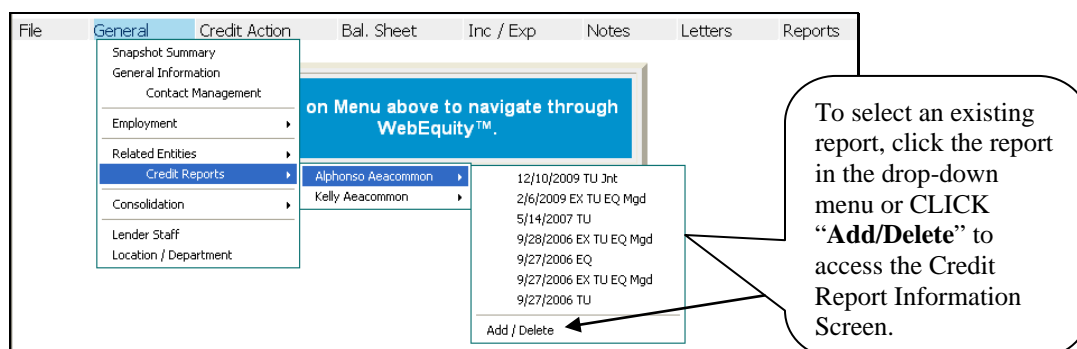 File General Credit Action Bal. Sheet Inc / Exp Notes Letters Reports
Snapshot Summary
General Information
Contact Management
Employment
Related Entities
Credit Reports
Consolidation
Lender Staff
Location / Department
on Menu above to navigate through
WebEquity™.
Alphonso Aeacommon
Kelly Aeacommon
12/10/2009 TU Jnt
2/6/2009 EX TU EQ Mgd
5/14/2007 TU
9/28/2006 EX TU EQ Mgd
9/27/2006 EQ
9/27/2006 EX TU EQ Mgd
9/27/2006 TU
Add / Delete
To select an existing
report, click the report
in the drop-down
menu or CLICK
“Add/Delete” to
access the Credit
Report Information
Screen.